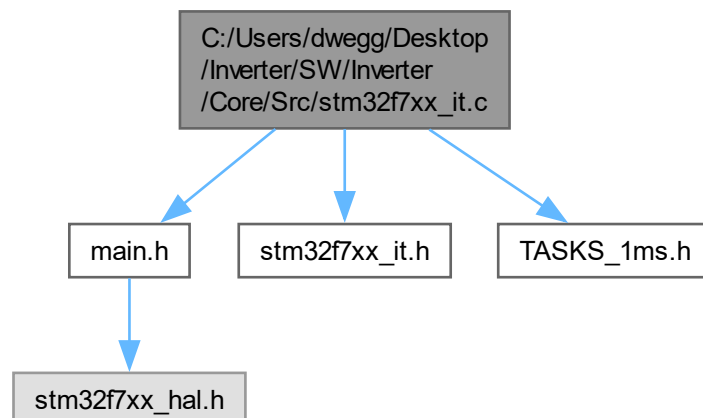 C:/Users/dwegg/Desktop
/Inverter/SW/Inverter
/Core/Src/stm32f7xx_it.c
main.h
stm32f7xx_it.h
TASKS_1ms.h
stm32f7xx_hal.h